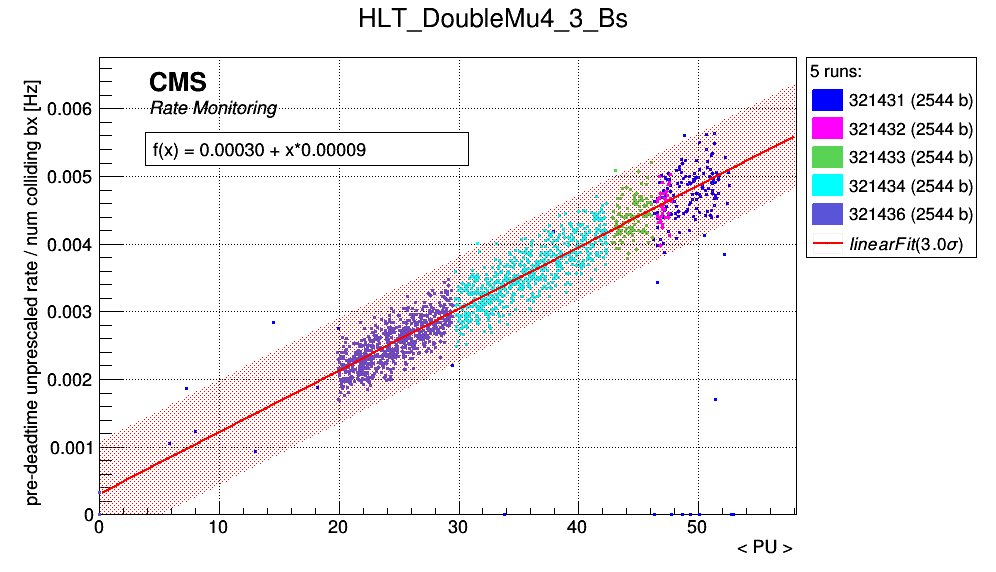 HLT_DoubleMu4_3_Bs
CMS
Rate Monitoring
f(x) = 0.00030 + x*0.00009
pre-deadtime unprescaled rate / num colliding bx [Hz]
0.006
0.005
0.004
0.003
0.002
0.001
0
0 10 20 30 40 50
< PU >
5 runs:
321431 (2544 b)
321432 (2544 b)
321433 (2544 b)
321434 (2544 b)
321436 (2544 b)
linearFit(3.0σ)